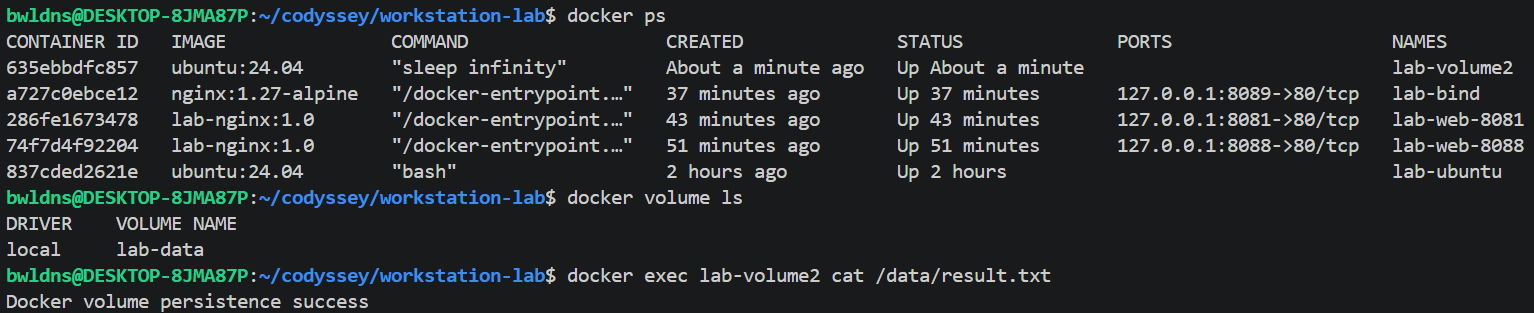 bwldns@DESKTOP-8JMA87P:~/codyssey/workstation-lab$ docker ps
CONTAINER ID   IMAGE               COMMAND                  CREATED              STATUS              PORTS                    NAMES
635ebbdfc857   ubuntu:24.04        "sleep infinity"         About a minute ago   Up About a minute                            lab-volume2
a727c0ebce12   nginx:1.27-alpine   "/docker-entrypoint.…"   37 minutes ago       Up 37 minutes       127.0.0.1:8089->80/tcp   lab-bind
286fe1673478   lab-nginx:1.0       "/docker-entrypoint.…"   43 minutes ago       Up 43 minutes       127.0.0.1:8081->80/tcp   lab-web-8081
74f7d4f92204   lab-nginx:1.0       "/docker-entrypoint.…"   51 minutes ago       Up 51 minutes       127.0.0.1:8088->80/tcp   lab-web-8088
837cded2621e   ubuntu:24.04        "bash"                   2 hours ago          Up 2 hours                                   lab-ubuntu
bwldns@DESKTOP-8JMA87P:~/codyssey/workstation-lab$ docker volume ls
DRIVER    VOLUME NAME
local     lab-data
bwldns@DESKTOP-8JMA87P:~/codyssey/workstation-lab$ docker exec lab-volume2 cat /data/result.txt
Docker volume persistence success